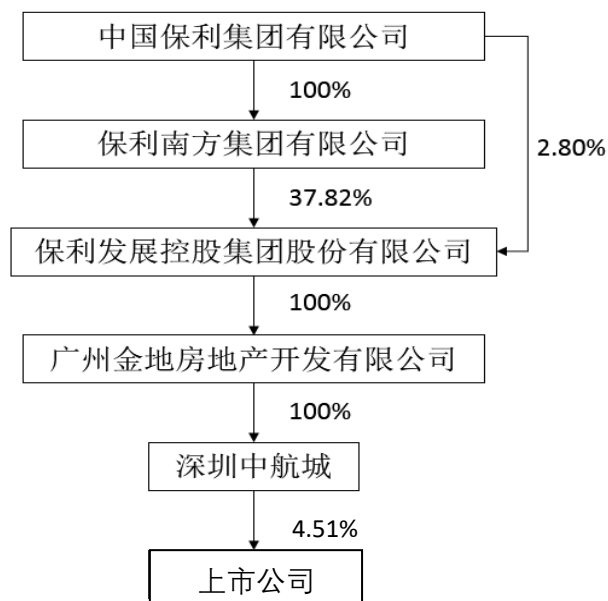 中国保利集团有限公司
100%
保利南方集团有限公司
2.80%
37.82%
保利发展控股集团股份有限公司
100%
广州金地房地产开发有限公司
100%
深圳中航城
4.51%
上市公司